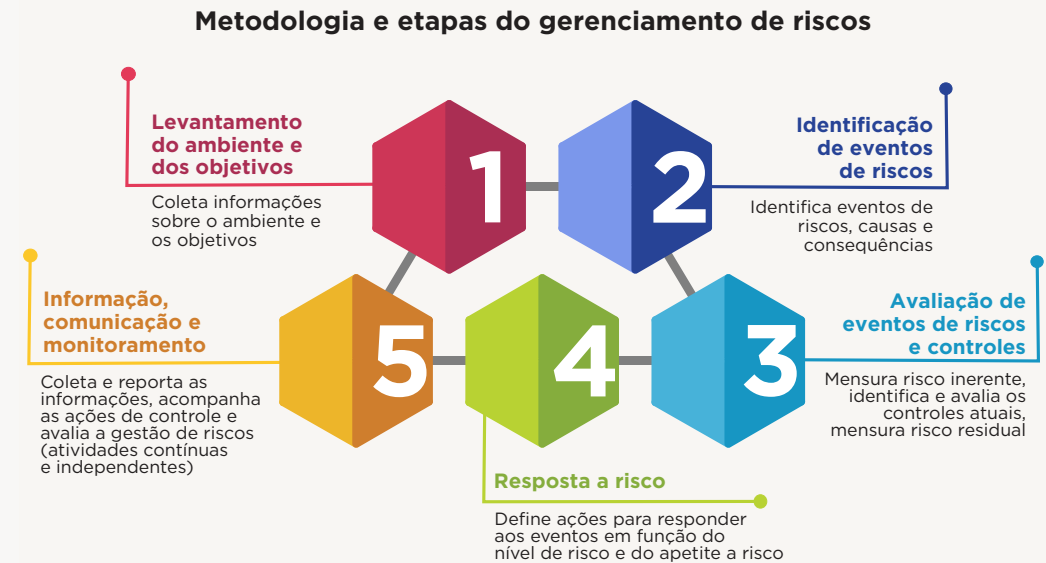 Metodologia e etapas do gerenciamento de riscos
1
Levantamento
do ambiente e
dos objetivos
Coleta informações
sobre o ambiente e
os objetivos
2
Identificação
de eventos
de riscos
Identifica eventos de
riscos, causas e
consequências
3
Avaliação de
eventos de riscos
e controles
Mensura risco inerente,
identifica e avalia os
controles atuais,
mensura risco residual
4
Resposta a risco
Define ações para responder
aos eventos em função do
nível de risco e do apetite a risco
5
Informação,
comunicação e
monitoramento
Coleta e reporta as
informações, acompanha
as ações de controle e
avalia a gestão de riscos
(atividades contínuas
e independentes)